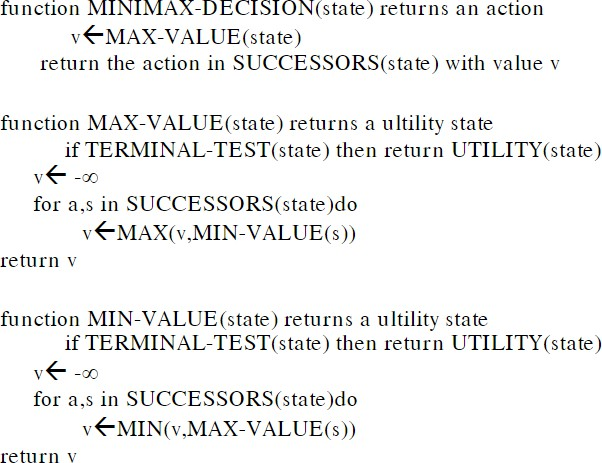 function MINIMAX-DECISION(state) returns an action
v←MAX-VALUE(state)
return the action in SUCCESSORS(state) with value v
function MAX-VALUE(state) returns a ultility state
if TERMINAL-TEST(state) then return UTILITY(state)
v← -∞
for a,s in SUCCESSORS(state)do
v←MAX(v,MIN-VALUE(s))
return v
function MIN-VALUE(state) returns a ultility state
if TERMINAL-TEST(state) then return UTILITY(state)
v← -∞
for a,s in SUCCESSORS(state)do
v←MIN(v,MAX-VALUE(s))
return v